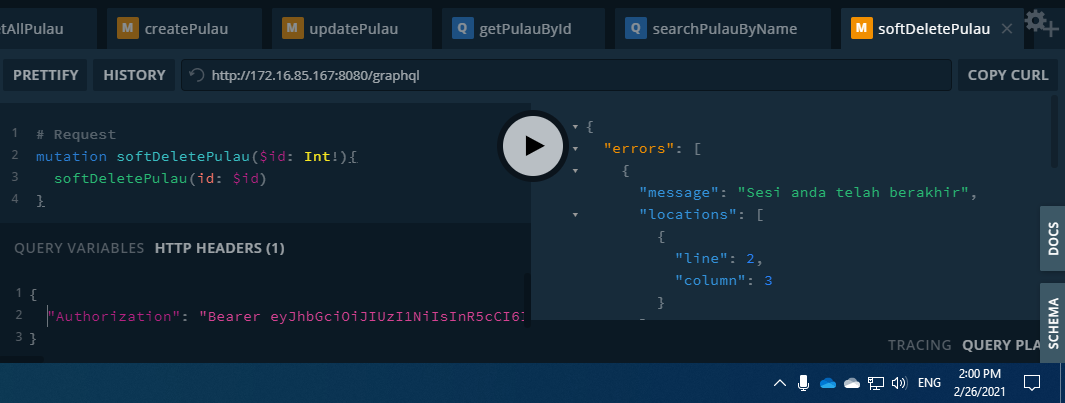 etAllPulau
M createPulau
M updatePulau
Q getPulauById
Q searchPulauByName
M softDeletePulau
PRETTIFY
HISTORY
http://172.16.85.167:8080/graphql
COPY CURL
1 # Request
2 mutation softDeletePulau($id: Int!){
3 softDeletePulau(id: $id)
4 }
QUERY VARIABLES HTTP HEADERS (1)
1 {
2 "Authorization": "Bearer eyJhbGciOiJIUzI1NiIsInR5cCI6I
3 }
{
"errors": [
{
"message": "Sesi anda telah berakhir",
"locations": [
{
"line": 2,
"column": 3
}
DOCS
SCHEMA
TRACING QUERY PLA
ENG
2:00 PM
2/26/2021